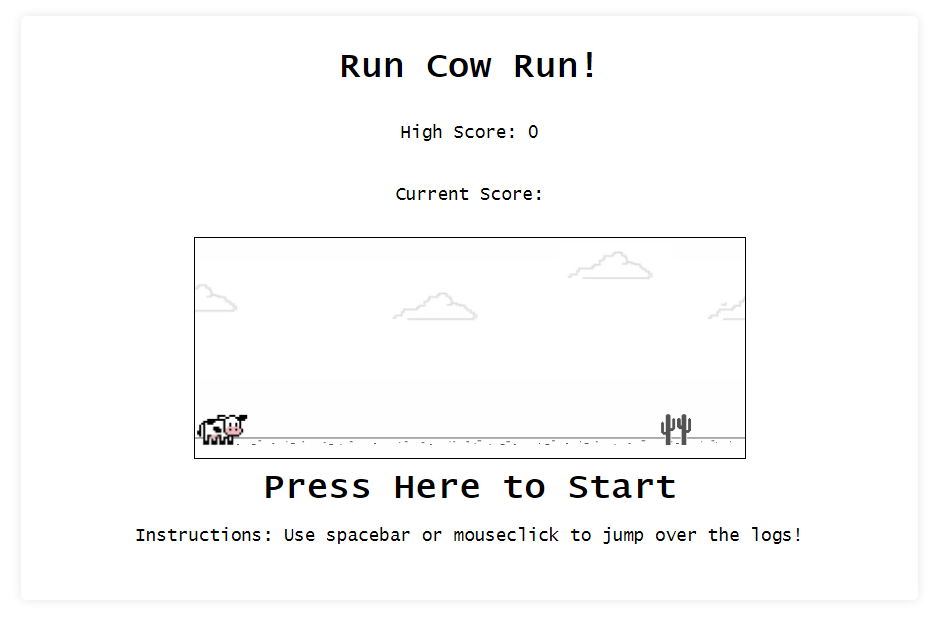 Run Cow Run!
High Score: 0
Current Score:
Press Here to Start
Instructions: Use spacebar or mouseclick to jump over the logs!